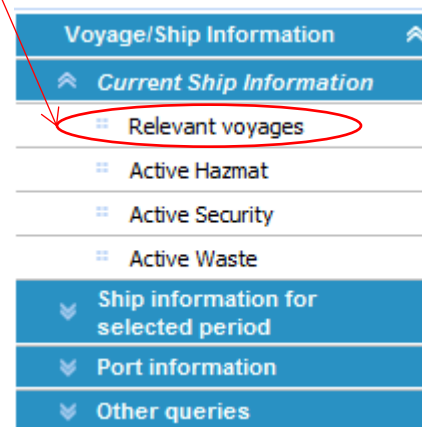 Voyage/Ship Information
Current Ship Information
Relevant voyages
Active Hazmat
Active Security
Active Waste
Ship information for
selected period
Port information
Other queries